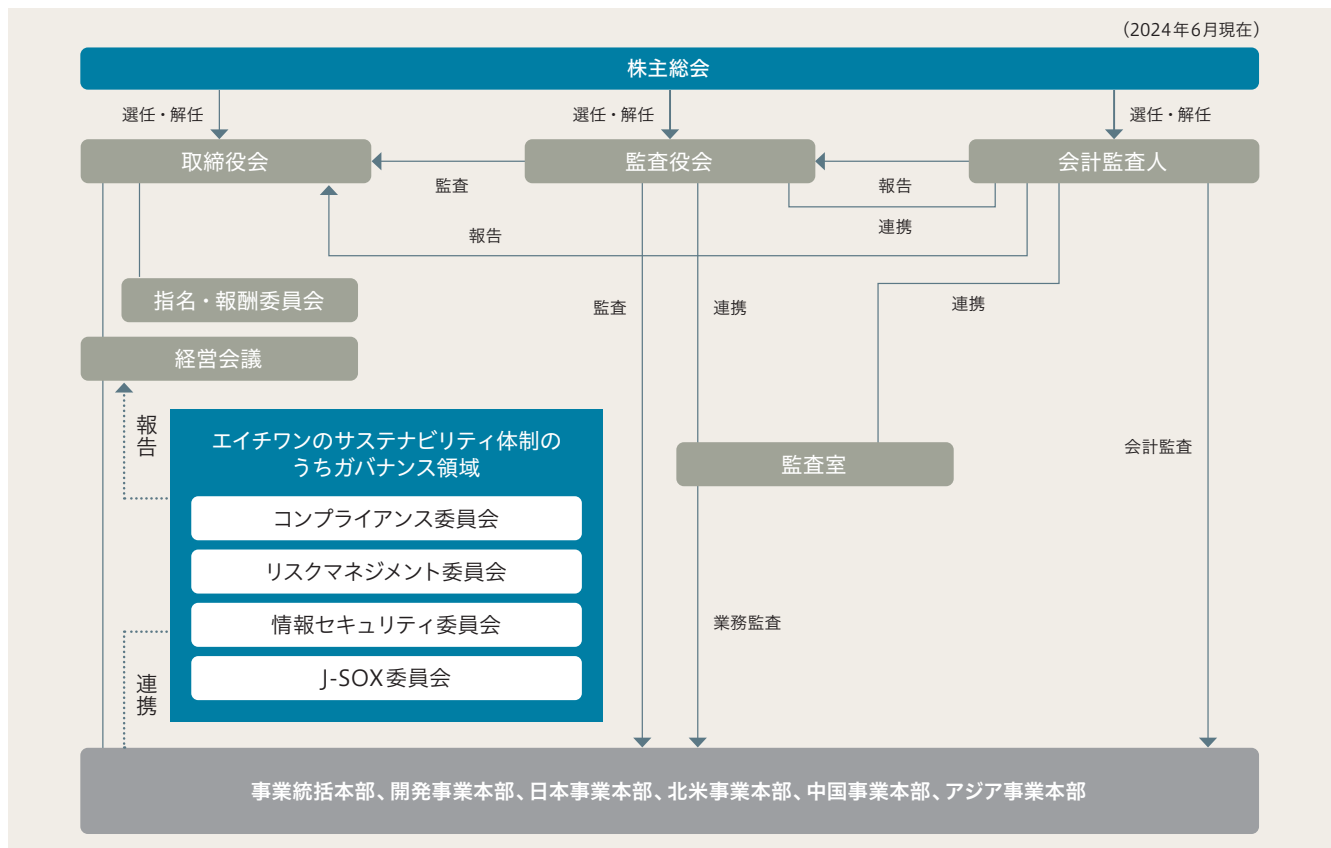 （2024年6月現在）
株主総会
選任・解任
選任・解任
選任・解任
取締役会
監査役会
会計監査人
監査
報告
連携
報告
指名・報酬委員会
監査
連携
連携
経営会議
報告
エイチワンのサステナビリティ体制の
うちガバナンス領域
会計監査
監査室
コンプライアンス委員会
リスクマネジメント委員会
情報セキュリティ委員会
業務監査
J-SOX委員会
連携
事業統括本部、開発事業本部、日本事業本部、北米事業本部、中国事業本部、アジア事業本部